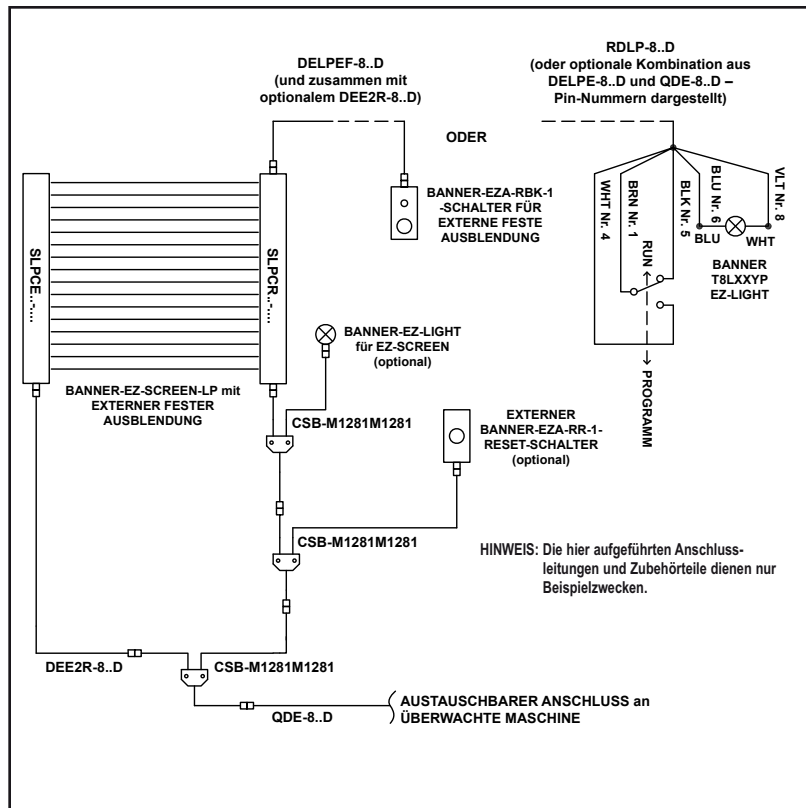 DELPEF-8..D
(und zusammen mit
optionalem DEE2R-8..D)
RDLP-8..D
(oder optionale Kombination aus
DELPE-8..D und QDE-8..D –
Pin-Nummern dargestellt)
ODER
SLPCE..-....
SLPCR..-....
BANNER-EZA-RBK-1
-SCHALTER FÜR
EXTERNE FESTE
AUSBLENDUNG
WHT Nr. 4
BRN Nr. 1
BLK Nr. 5
BLU Nr. 6
VLT Nr. 8
RUN
PROGRAMM
BLU
WHT
BANNER
T8LXXYP
EZ-LIGHT
BANNER-EZ-LIGHT
für EZ-SCREEN
(optional)
BANNER-EZ-SCREEN-LP mit
EXTERNER FESTER
AUSBLENDUNG
CSB-M1281M1281
EXTERNER
BANNER-EZA-RR-1-
RESET-SCHALTER
(optional)
CSB-M1281M1281
HINWEIS: Die hier aufgeführten Anschluss-
leitungen und Zubehörteile dienen nur
Beispielzwecken.
DEE2R-8..D
CSB-M1281M1281
QDE-8..D
AUSTAUSCHBARER ANSCHLUSS an
ÜBERWACHTE MASCHINE